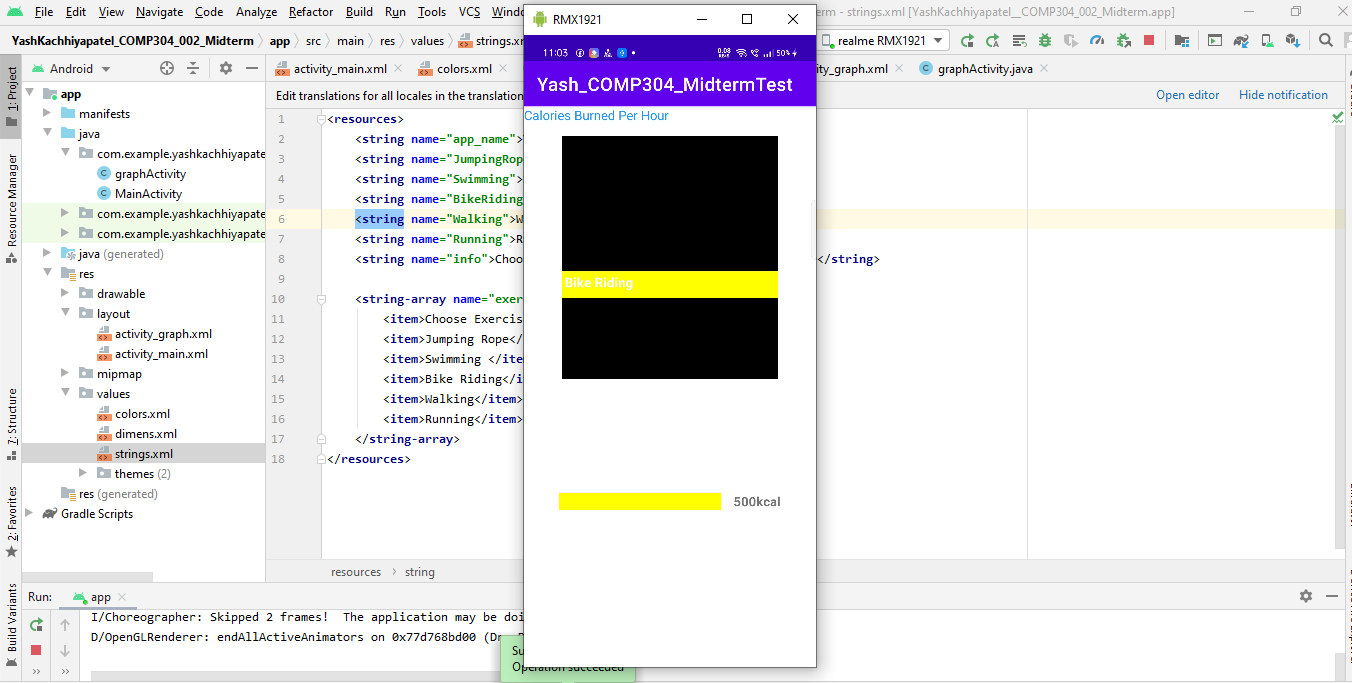 File Edit View Navigate Code Analyze Refactor Build Run Tools VCS Windo
RMX1921
erm - strings.xml [YashKachhiyapatel__COMP304_002_Midterm.app]
YashKachhiyapatel_COMP304_002_Midterm app src main res values strings.xm
realme RMX1921
Android
activity_main.xml
colors.xml
ity_graph.xml
graphActivity.java
Edit translations for all locales in the translation
Open editor
Hide notification
1: Project
Resource Manager
Z: Structure
2: Favorites
Build Variants
app
manifests
java
com.example.yashkachhiyapate
graphActivity
MainActivity
com.example.yashkachhiyapate
com.example.yashkachhiyapate
java (generated)
res
drawable
layout
activity_graph.xml
activity_main.xml
mipmap
values
colors.xml
dimens.xml
strings.xml
themes (2)
res (generated)
Gradle Scripts
1 <resources>
2 <string name="app_name">
3 <string name="JumpingRop
4 <string name="Swimming">
5 <string name="BikeRiding
6 <string name="Walking">W
7 <string name="Running">R
8 <string name="info">Choo
</string>
9
10 <string-array name="exer
11 <item>Choose Exercis
12 <item>Jumping Rope</
13 <item>Swimming </ite
14 <item>Bike Riding</i
15 <item>Walking</item>
16 <item>Running</item>
17 </string-array>
18 </resources>
resources string
11:03
50%
Yash_COMP304_MidtermTest
Calories Burned Per Hour
Bike Riding
500kcal
Run: app
I/Choreographer: Skipped 2 frames! The application may be doi
D/OpenGLRenderer: endAllActiveAnimators on 0x77d768bd00 (Dr
Su
Operation succeeded